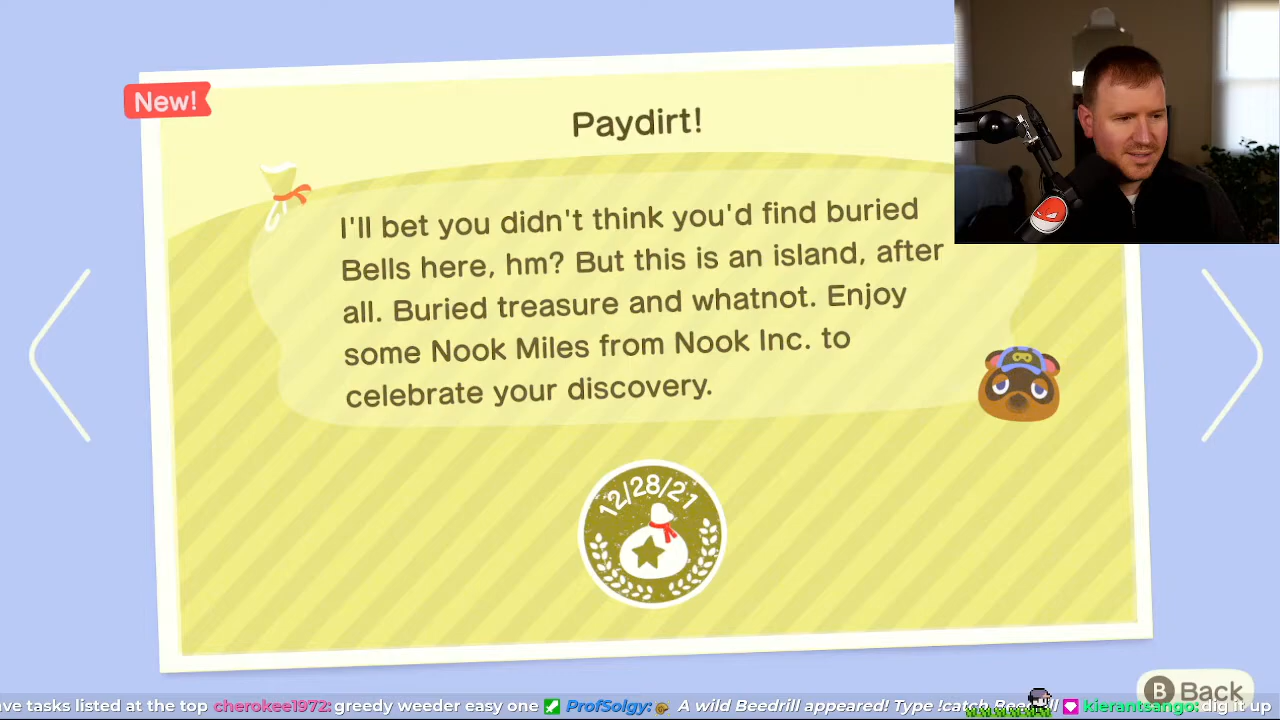 New!
Paydirt!
I'll bet you didn't think you'd find buried
Bells here, hm? But this is an island, after
all. Buried treasure and whatnot. Enjoy
some Nook Miles from Nook Inc. to
celebrate your discovery.
12/28/21
B Back
ave tasks listed at the top cherokee1972: greedly weave easy one ProfSolgy: A wild Beedrill appeared! Type !catch kierantsango: dig it up